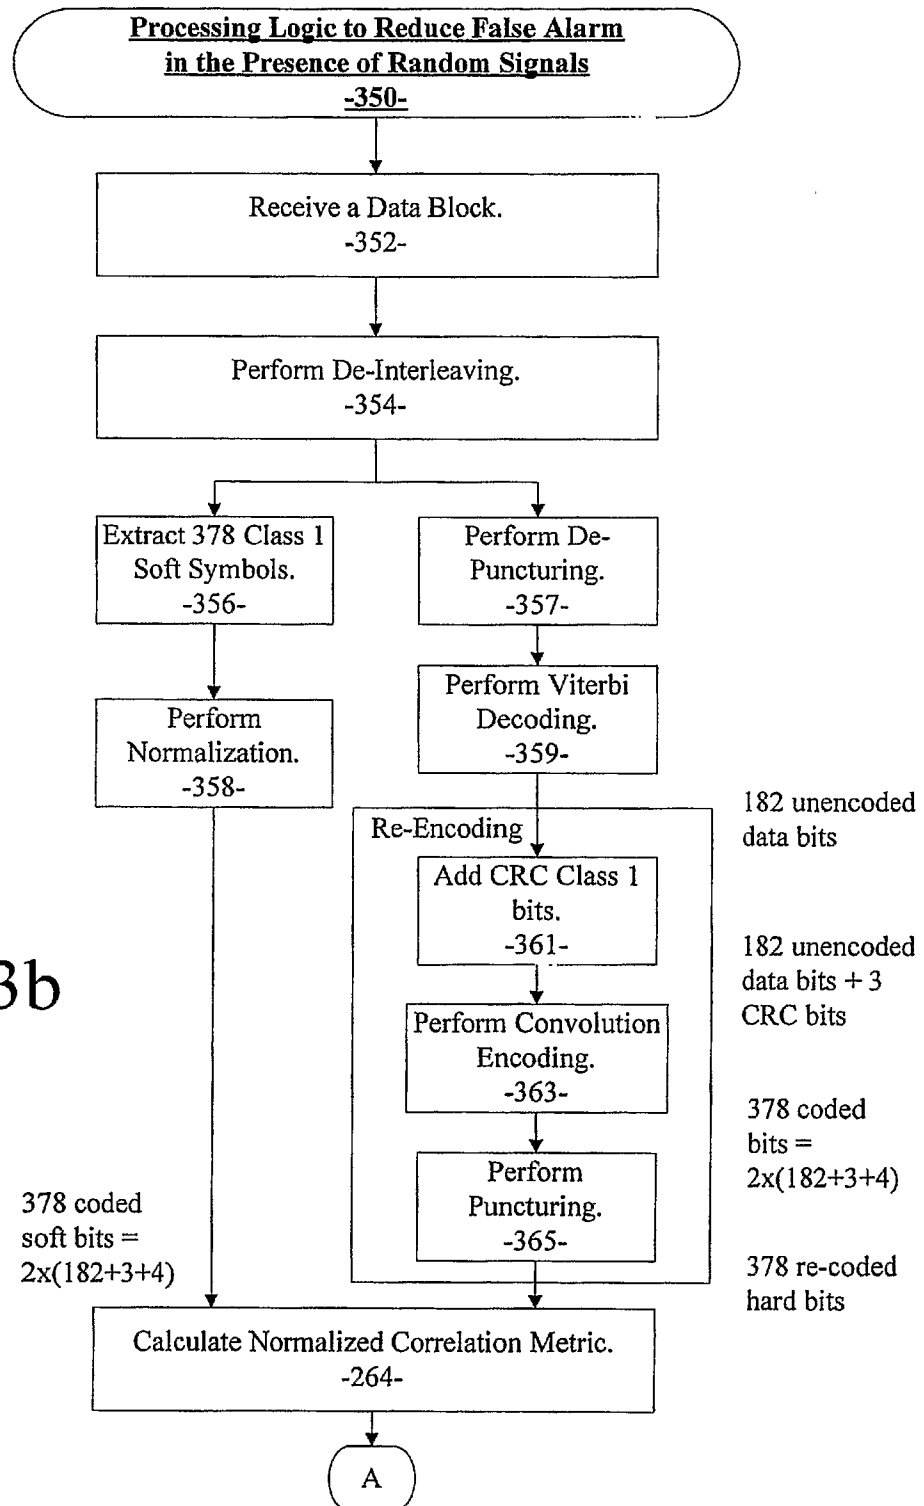 Processing Logic to Reduce False Alarm
in the Presence of Random Signals
-350-
Receive a Data Block.
-352-
Perform De-Interleaving.
-354-
Extract 378 Class 1
Soft Symbols.
-356-
Perform De-
Puncturing.
-357-
Perform
Normalization.
-358-
Perform Viterbi
Decoding.
-359-
182 unencoded
data bits
Re-Encoding
Add CRC Class 1
bits.
-361-
182 unencoded
data bits + 3
CRC bits
3b
Perform Convolution
Encoding.
-363-
378 coded
bits =
2x(182+3+4)
Perform
Puncturing.
-365-
378 coded
soft bits =
2x(182+3+4)
378 re-coded
hard bits
Calculate Normalized Correlation Metric.
-264-
A